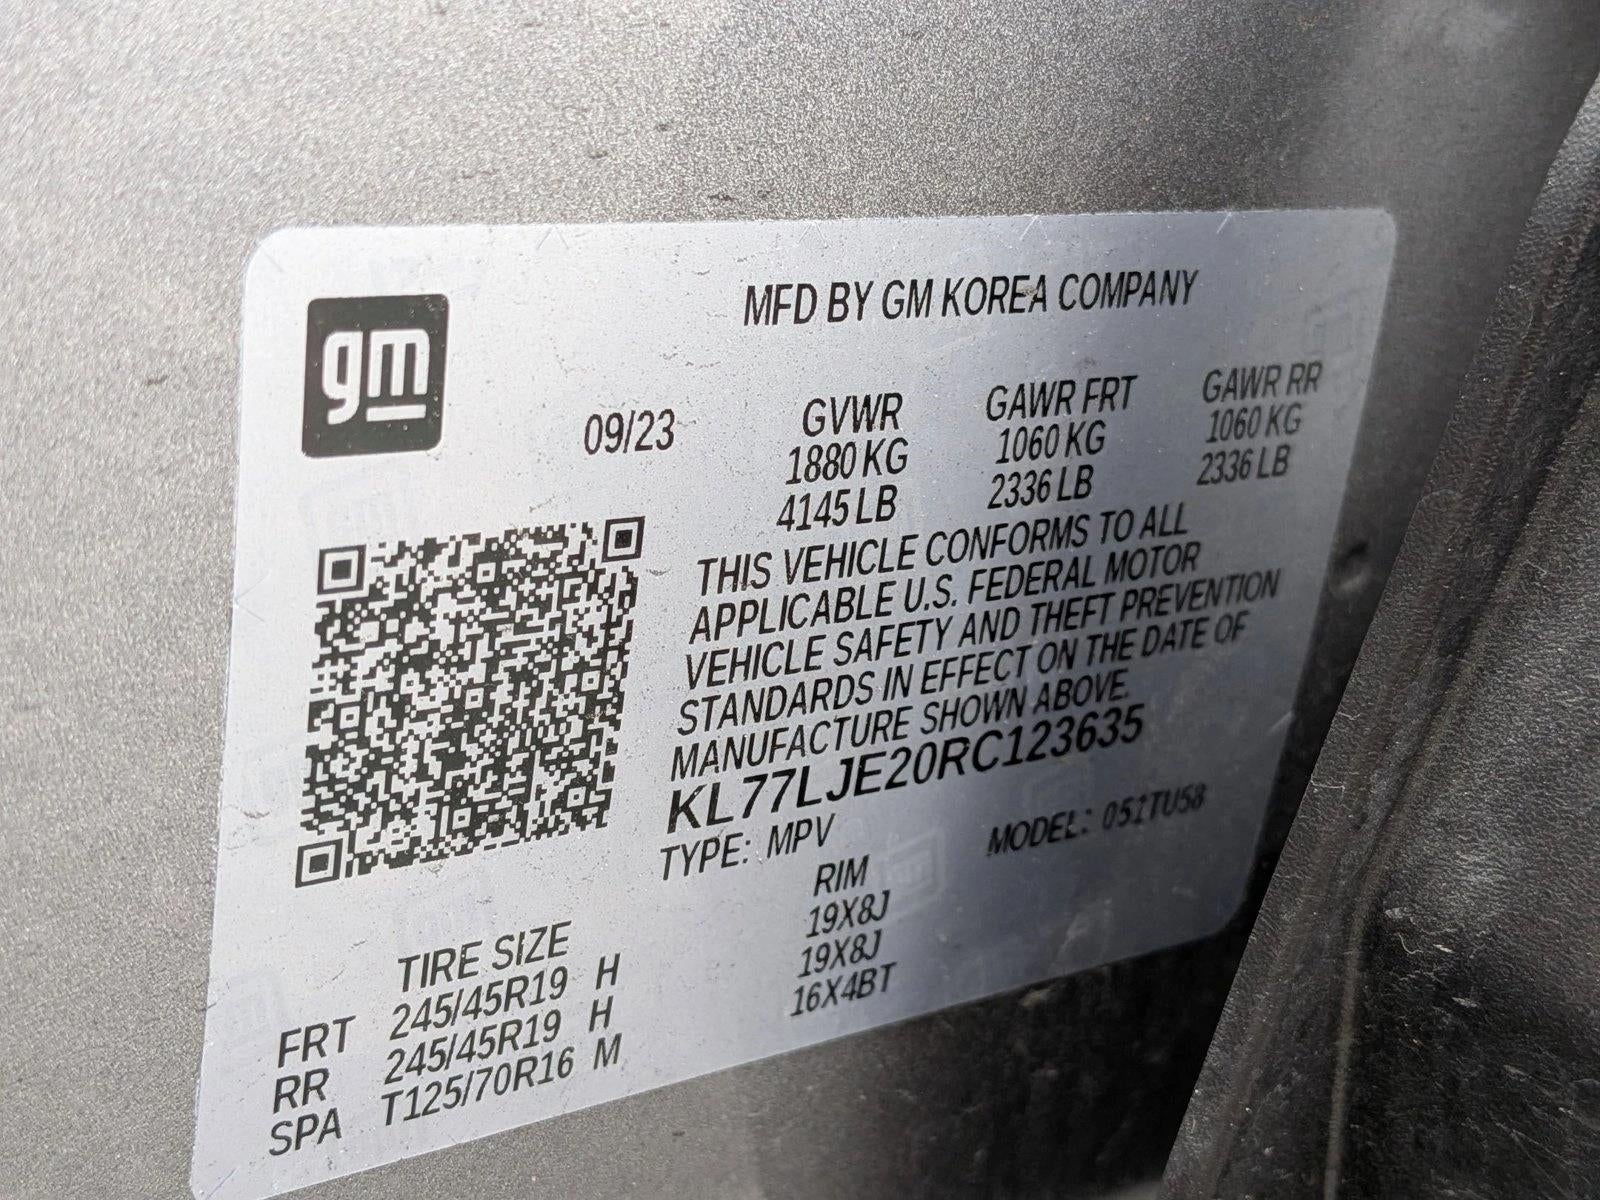 gm
MFD BY GM KOREA COMPANY
09/23 GVWR GAWR FRT GAWR RR
1880 KG 1060 KG 1060 KG
4145 LB 2336 LB 2336 LB
THIS VEHICLE CONFORMS TO ALL
APPLICABLE U.S. FEDERAL MOTOR
VEHICLE SAFETY AND THEFT PREVENTION
STANDARDS IN EFFECT ON THE DATE OF
MANUFACTURE SHOWN ABOVE.
KL77LJE20RC123635
TYPE: MPV MODEL: 051TU58
TIRE SIZE RIM
FRT 245/45R19 H 19X8J
RR 245/45R19 H 19X8J
SPA T125/70R16 M 16X4BT